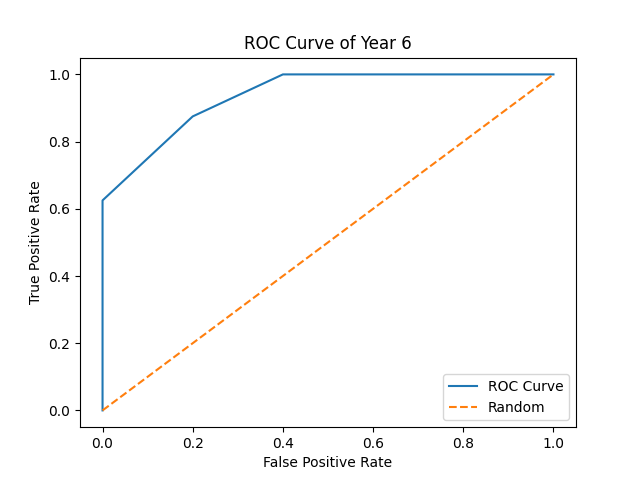 ROC Curve of Year 6
True Positive Rate
1.0
0.8
0.6
0.4
0.2
0.0
0.0 0.2 0.4 0.6 0.8 1.0
False Positive Rate
ROC Curve
Random